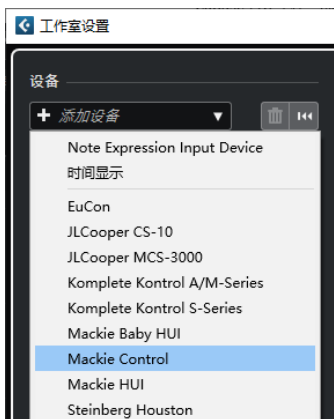 工作室设置
设备
添加设备
Note Expression Input Device
时间显示
EuCon
JLCooper CS-10
JLCooper MCS-3000
Komplete Kontrol A/M-Series
Komplete Kontrol S-Series
Mackie Baby HUI
Mackie Control
Mackie HUI
Steinberg Houston